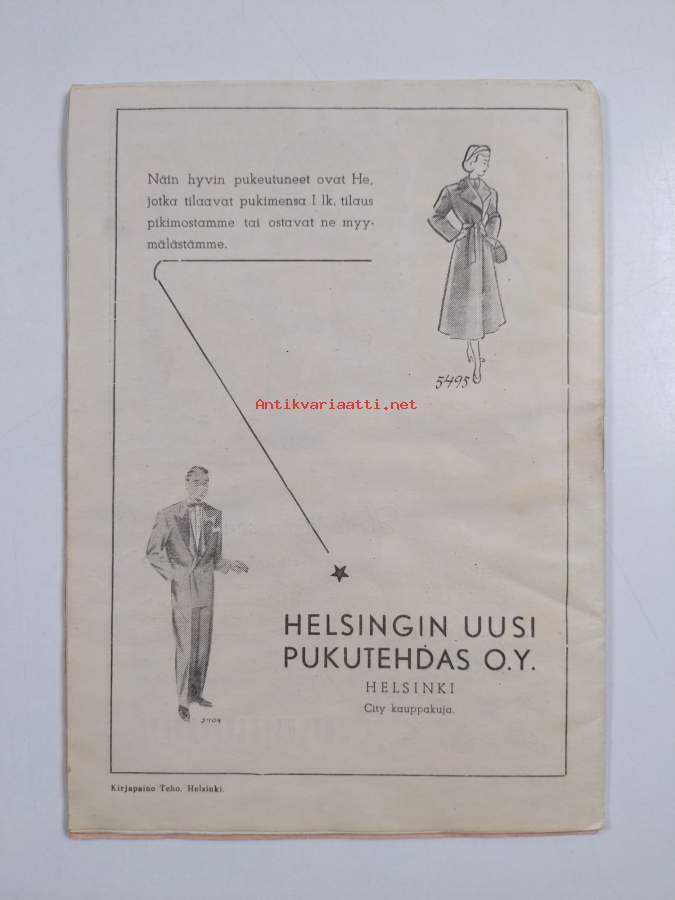 Näin hyvin pukeutuneet ovat He,
jotka tilaavat pukimensa I lk. tilaus
pikimostamme tai ostavat ne myy-
mälästämme.
5495
Antikvariaatti.net
HELSINGIN UUSI
PUKUTEHDAS O.Y.
HELSINKI
City kauppakuja.
Kirjapaino Teho. Helsinki.